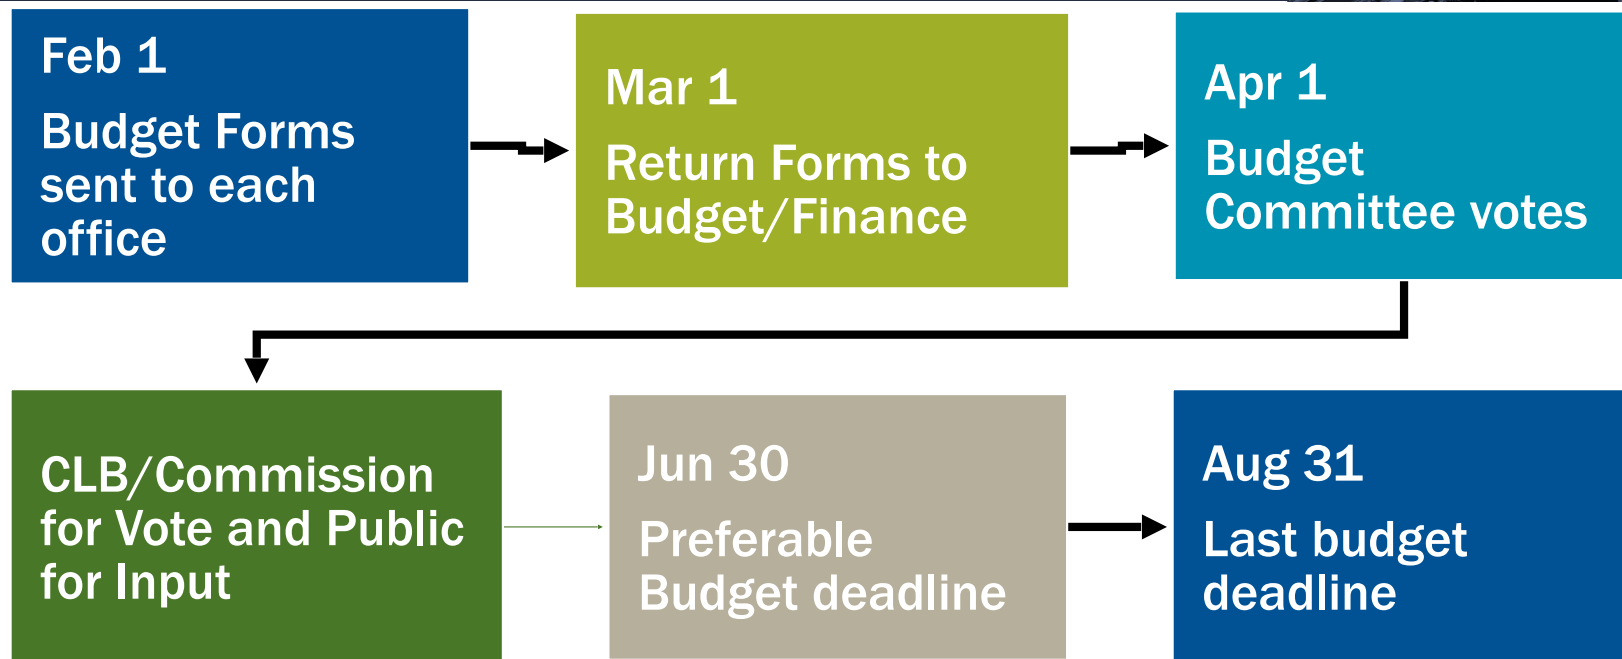 Feb 1
Budget Forms
sent to each
office
Mar 1
Return Forms to
Budget/Finance
Apr 1
Budget
Committee votes
CLB/Commission
for Vote and Public
for Input
Jun 30
Preferable
Budget deadline
Aug 31
Last budget
deadline